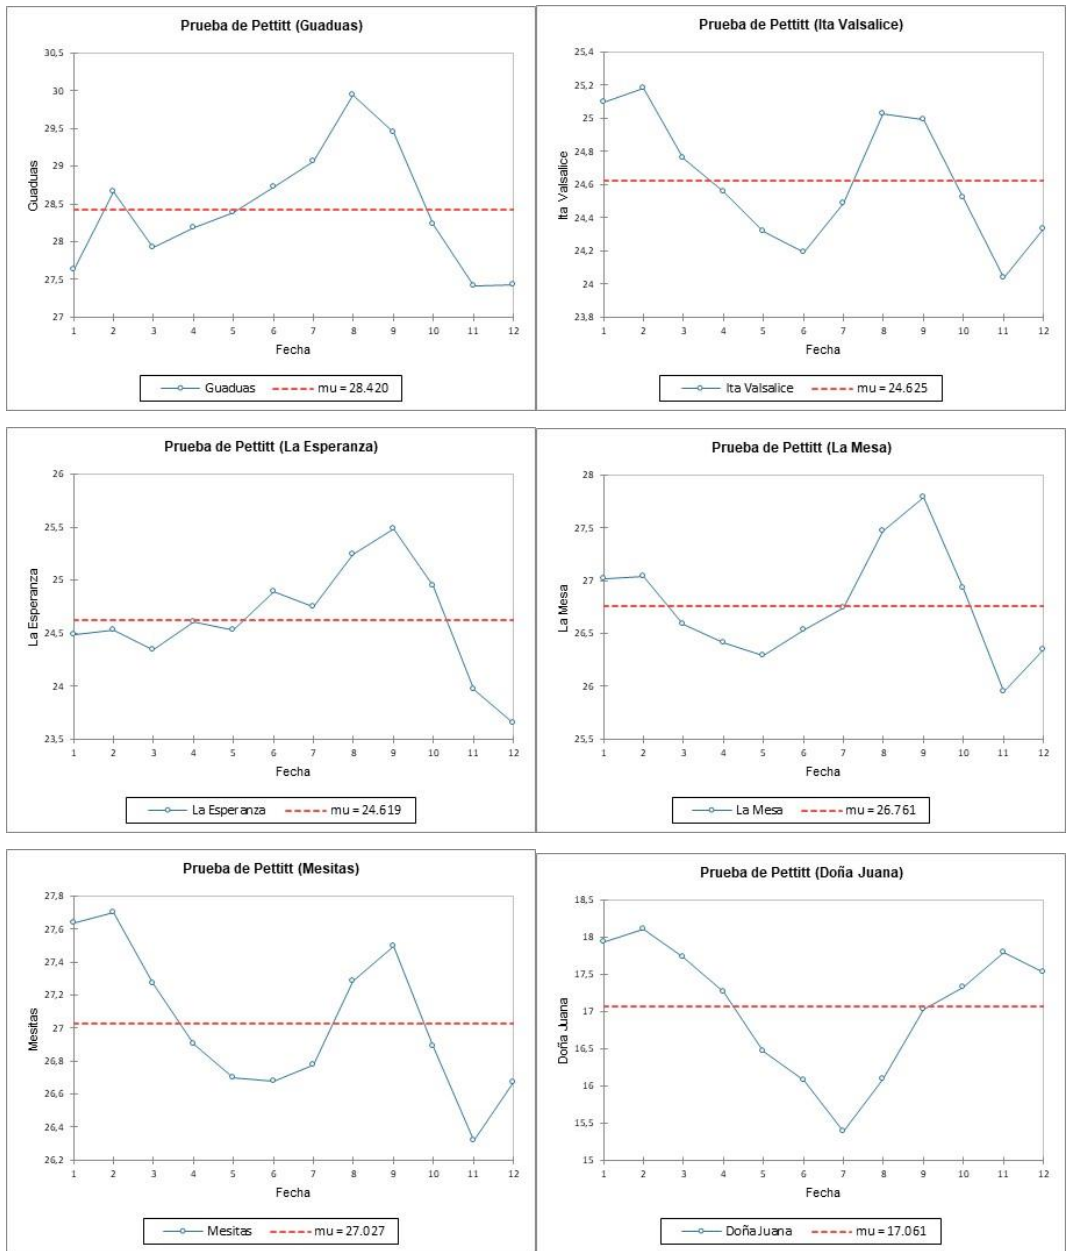 Prueba de Pettitt (Guaduas)
30,5
30
29,5
29
28,5
28
27,5
27
Guaduas
1 2 3 4 5 6 7 8 9 10 11 12
Fecha
Guaduas mu = 28.420
Prueba de Pettitt (Ita Valsalice)
25,4
25,2
25
24,8
24,6
24,4
24,2
24
23,8
Ita Valsalice
1 2 3 4 5 6 7 8 9 10 11 12
Fecha
Ita Valsalice mu = 24.625
Prueba de Pettitt (La Esperanza)
26
25,5
25
24,5
24
23,5
La Esperanza
1 2 3 4 5 6 7 8 9 10 11 12
Fecha
La Esperanza mu = 24.619
Prueba de Pettitt (La Mesa)
28
27,5
27
26,5
26
25,5
La Mesa
1 2 3 4 5 6 7 8 9 10 11 12
Fecha
La Mesa mu = 26.761
Prueba de Pettitt (Mesitas)
27,8
27,6
27,4
27,2
27
26,8
26,6
26,4
26,2
Mesitas
1 2 3 4 5 6 7 8 9 10 11 12
Fecha
Mesitas mu = 27.027
Prueba de Pettitt (Doña Juana)
18,5
18
17,5
17
16,5
16
15,5
15
Doña Juana
1 2 3 4 5 6 7 8 9 10 11 12
Fecha
Doña Juana mu = 17.061